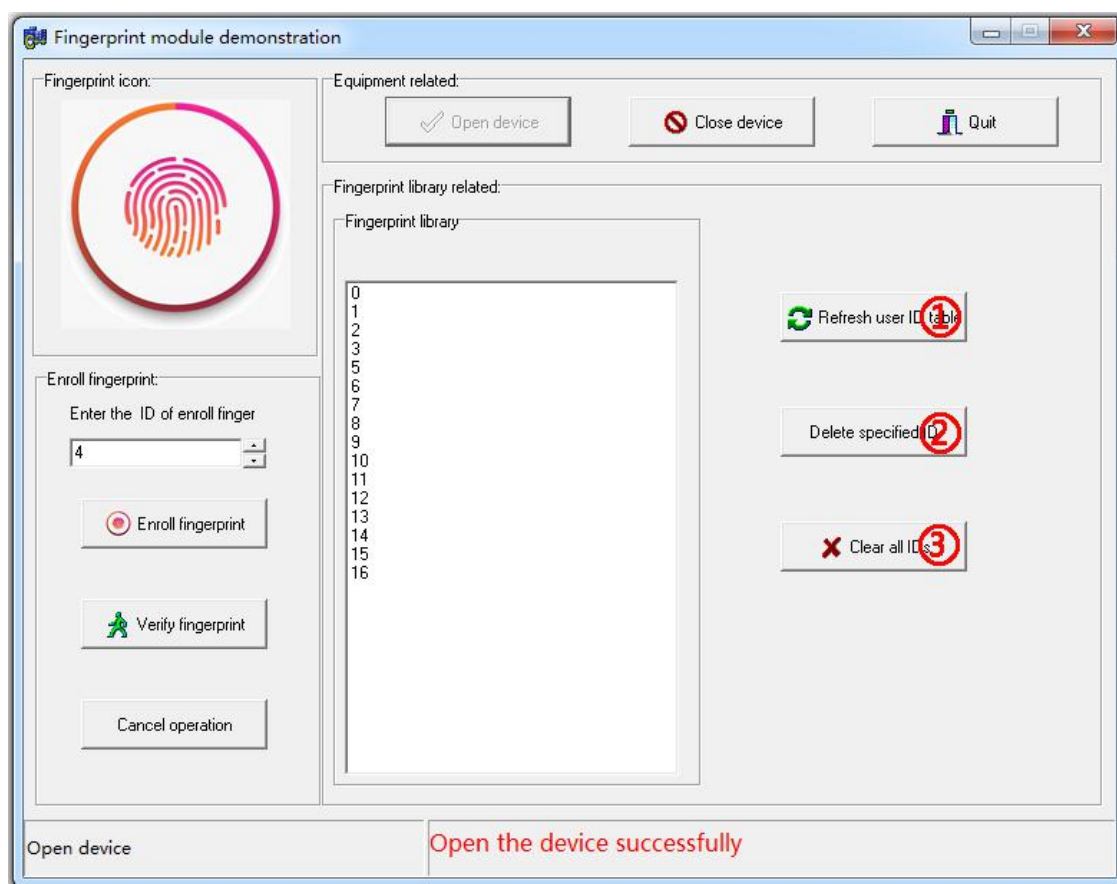 Fingerprint module demonstration
Fingerprint icon:
Equipment related:
Open device
Close device
Quit
Fingerprint library related:
Fingerprint library
0
1
2
3
5
6
7
8
9
10
11
12
13
14
15
16
Refresh user ID table
①
Delete specified ID
②
Clear all IDs
③
Enroll fingerprint:
Enter the ID of enroll finger
4
Enroll fingerprint
Verify fingerprint
Cancel operation
Open device
Open the device successfully